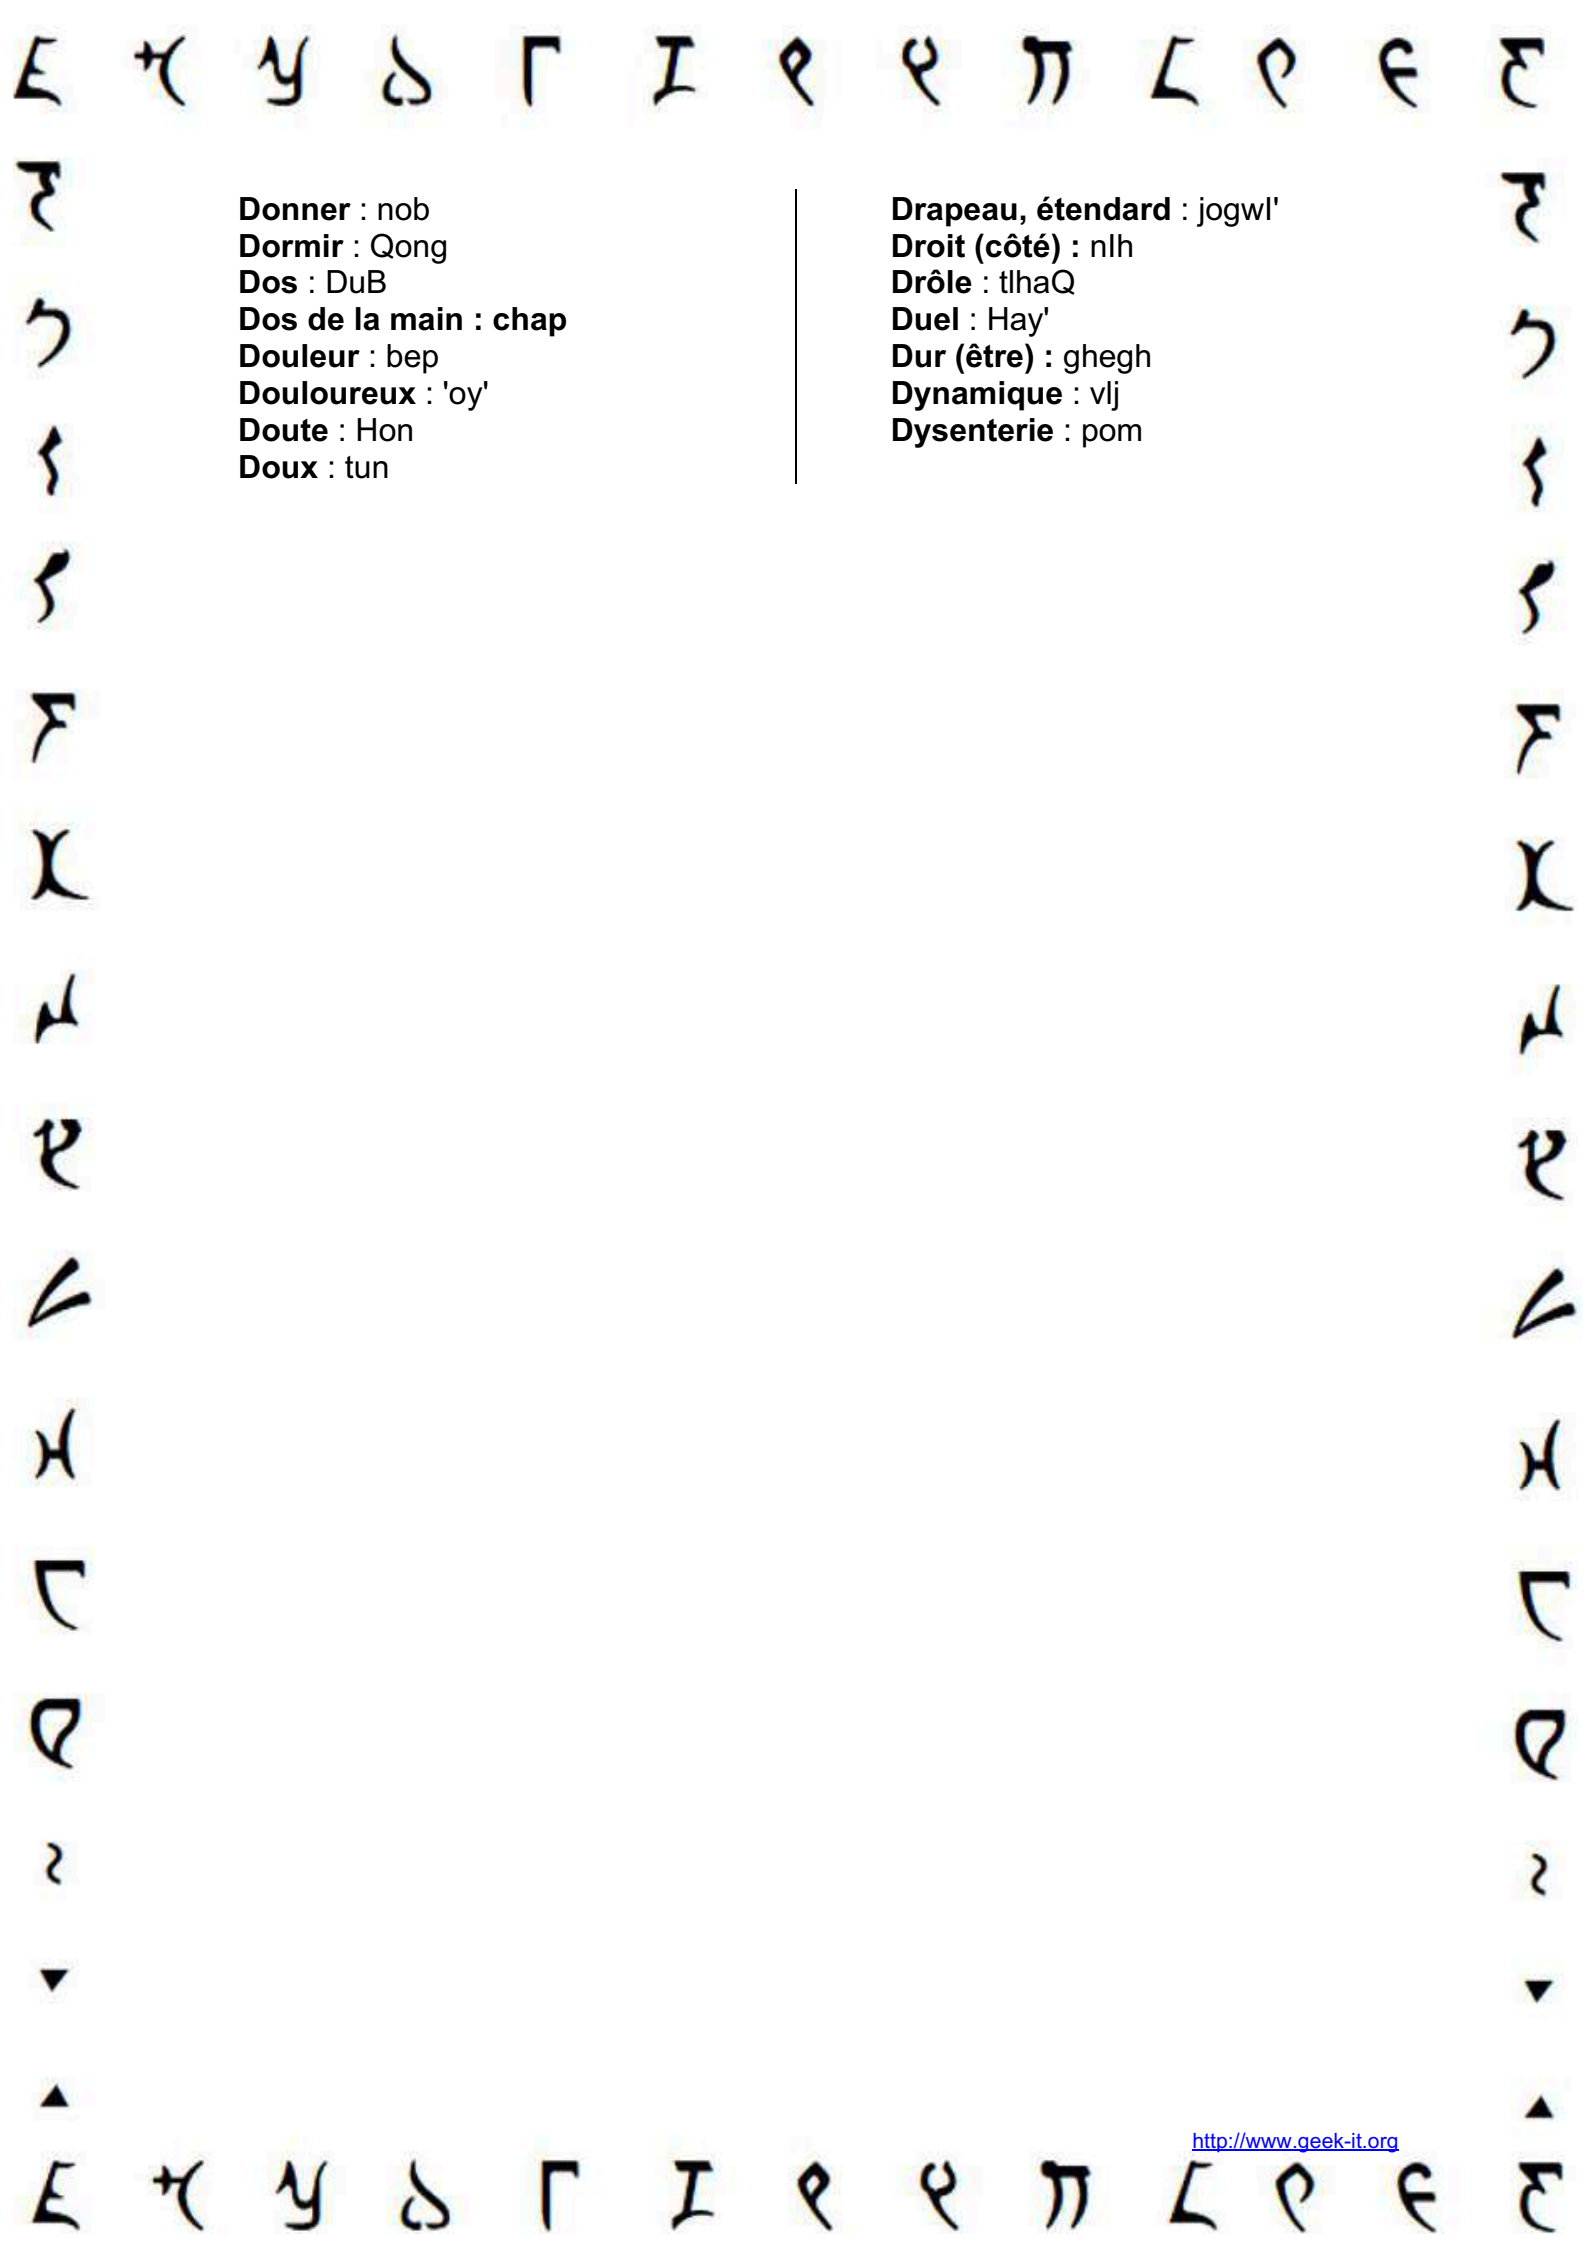 Donner : nob
Dormir : Qong
Dos : DuB
Dos de la main : chap
Douleur : bep
Douloureux : 'oy'
Doute : Hon
Doux : tun
Drapeau, étendard : jogwI'
Droit (côté) : nIh
Drôle : tlhaQ
Duel : Hay'
Dur (être) : ghegh
Dynamique : vIj
Dysenterie : pom
http://www.geek-it.org